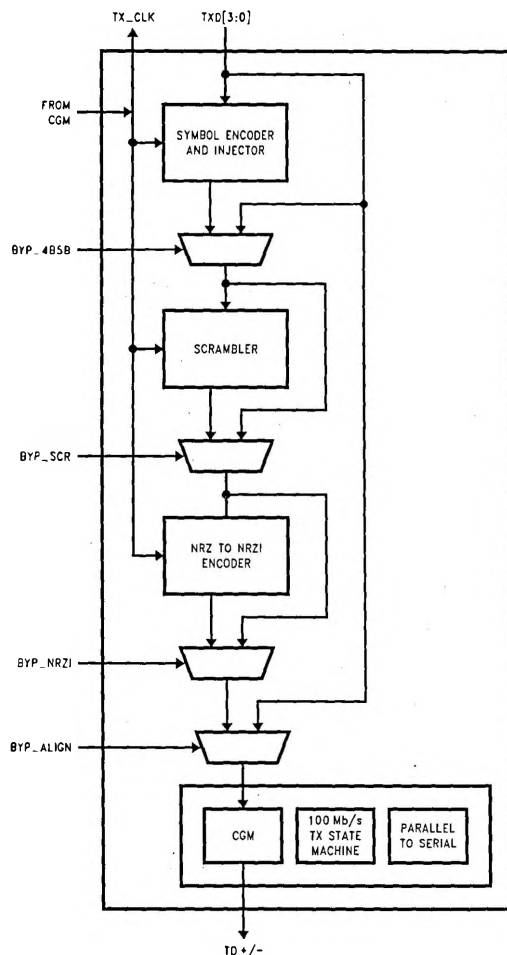 TX_CLK
TXD[3:0]
FROM
CGM
SYMBOL ENCODER
AND INJECTOR
BYP_4B5B
SCRAMBLER
BYP_SCR
NRZ TO NRZI
ENCODER
BYP_NRZI
BYP_ALIGN
CGM
100 Mb/s
TX STATE
MACHINE
PARALLEL
TO SERIAL
TD +/-